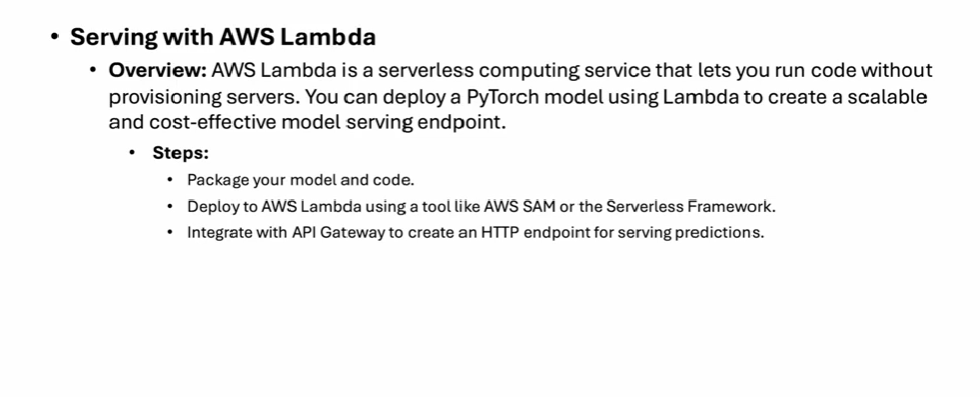 • Serving with AWS Lambda
• Overview: AWS Lambda is a serverless computing service that lets you run code without
provisioning servers. You can deploy a PyTorch model using Lambda to create a scalable
and cost-effective model serving endpoint.
• Steps:
• Package your model and code.
• Deploy to AWS Lambda using a tool like AWS SAM or the Serverless Framework.
• Integrate with API Gateway to create an HTTP endpoint for serving predictions.